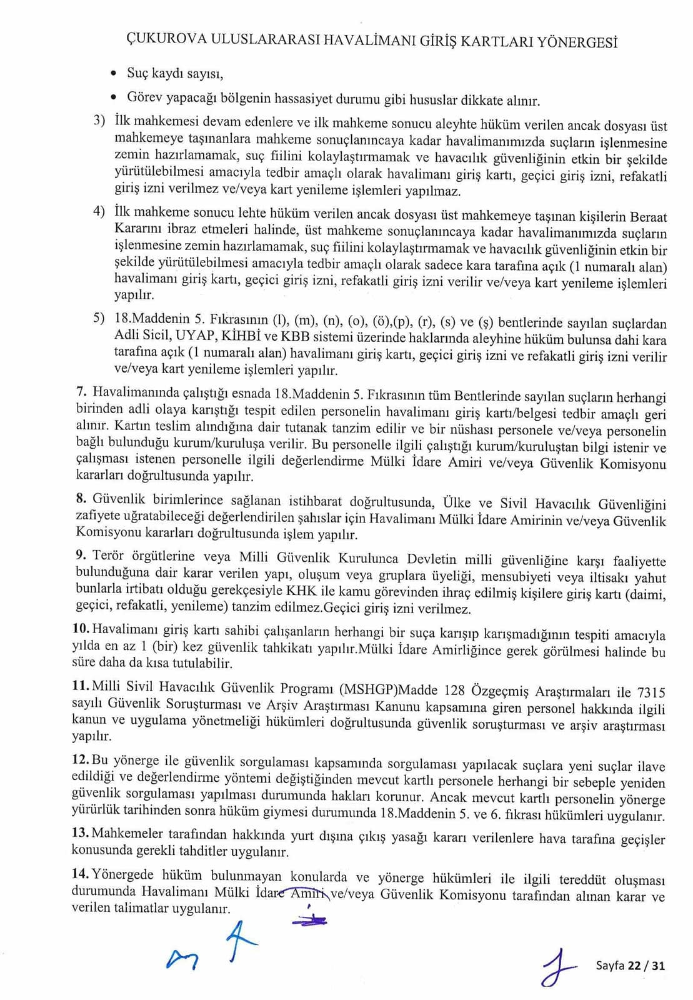 ÇUKUROVA ULUSLARARASI HAVALİMANI GİRİŞ KARTLARI YÖNERGESİ
• Suç kaydı sayısı,
• Görev yapacağı bölgenin hassasiyet durumu gibi hususlar dikkate alınır.
3) İlk mahkemesi devam edenlere ve ilk mahkeme sonucu aleyhte hüküm verilen ancak dosyası üst
mahkemeye taşınanlara mahkeme sonuçlanıncaya kadar havalimanımızda suçların işlenmesine
zemin hazırlamamak, suç fiilini kolaylaştırmamak ve havacılık güvenliğinin etkin bir şekilde
yürütülebilmesi amacıyla tedbir amaçlı olarak havalimanı giriş kartı, geçici giriş izni, refakatli
giriş izni verilmez ve/veya kart yenileme işlemleri yapılmaz.
4) İlk mahkeme sonucu lehte hüküm verilen ancak dosyası üst mahkemeye taşınan kişilerin Beraat
Kararını ibraz etmeleri halinde, üst mahkeme sonuçlanıncaya kadar havalimanımızda suçların
işlenmesine zemin hazırlamamak, suç fiilini kolaylaştırmamak ve havacılık güvenliğinin etkin bir
şekilde yürütülebilmesi amacıyla tedbir amaçlı olarak sadece kara tarafına açık (1 numaralı alan)
havalimanı giriş kartı, geçici giriş izni, refakatli giriş izni verilir ve/veya kart yenileme işlemleri
yapılır.
5) 18.Maddenin 5. Fıkrasının (l), (m), (n), (o), (ö),(p), (r), (s) ve (ş) bentlerinde sayılan suçlardan
Adli Sicil, UYAP, KİHBİ ve KBB sistemi üzerinde haklarında aleyhine hüküm bulunsa dahi kara
tarafına açık (1 numaralı alan) havalimanı giriş kartı, geçici giriş izni ve refakatli giriş izni verilir
ve/veya kart yenileme işlemleri yapılır.
7. Havalimanında çalıştığı esnada 18.Maddenin 5. Fıkrasının tüm Bentlerinde sayılan suçların herhangi
birinden adli olaya karıştığı tespit edilen personelin havalimanı giriş kartı/belgesi tedbir amaçlı geri
alınır. Kartın teslim alındığına dair tutanak tanzim edilir ve bir nüshası personele ve/veya personelin
bağlı bulunduğu kurum/kuruluşa verilir. Bu personelle ilgili çalıştığı kurum/kuruluştan bilgi istenir ve
çalışması istenen personelle ilgili değerlendirme Mülki İdare Amiri ve/veya Güvenlik Komisyonu
kararları doğrultusunda yapılır.
8. Güvenlik birimlerince sağlanan istihbarat doğrultusunda, Ülke ve Sivil Havacılık Güvenliğini
zafiyete uğratabileceği değerlendirilen şahıslar için Havalimanı Mülki İdare Amirinin ve/veya Güvenlik
Komisyonu kararları doğrultusunda işlem yapılır.
9. Terör örgütlerine veya Milli Güvenlik Kurulunca Devletin milli güvenliğine karşı faaliyette
bulunduğuna dair karar verilen yapı, oluşum veya gruplara üyeliği, mensubiyeti veya iltisakı yahut
bunlarla irtibatı olduğu gerekçesiyle KHK ile kamu görevinden ihraç edilmiş kişilere giriş kartı (daimi,
geçici, refakatli, yenileme) tanzim edilmez.Geçici giriş izni verilmez.
10. Havalimanı giriş kartı sahibi çalışanların herhangi bir suça karışıp karışmadığının tespiti amacıyla
yılda en az 1 (bir) kez güvenlik tahkikatı yapılır.Mülki İdare Amirliğince gerek görülmesi halinde bu
süre daha da kısa tutulabilir.
11. Milli Sivil Havacılık Güvenlik Programı (MSHGP)Madde 128 Özgeçmiş Araştırmaları ile 7315
sayılı Güvenlik Soruşturması ve Arşiv Araştırması Kanunu kapsamına giren personel hakkında ilgili
kanun ve uygulama yönetmeliği hükümleri doğrultusunda güvenlik soruşturması ve arşiv araştırması
yapılır.
12. Bu yönerge ile güvenlik sorgulaması kapsamında sorgulaması yapılacak suçlara yeni suçlar ilave
edildiği ve değerlendirme yöntemi değiştiğinden mevcut kartlı personele herhangi bir sebeple yeniden
güvenlik sorgulaması yapılması durumunda hakları korunur. Ancak mevcut kartlı personelin yönerge
yürürlük tarihinden sonra hüküm giymesi durumunda 18.Maddenin 5. ve 6. fıkrası hükümleri uygulanır.
13. Mahkemeler tarafından hakkında yurt dışına çıkış yasağı kararı verilenlere hava tarafına geçişler
konusunda gerekli tahditler uygulanır.
14. Yönergede hüküm bulunmayan konularda ve yönerge hükümleri ile ilgili tereddüt oluşması
durumunda Havalimanı Mülki İdare Amiri ve/veya Güvenlik Komisyonu tarafından alınan karar ve
verilen talimatlar uygulanır.
Sayfa 22 / 31